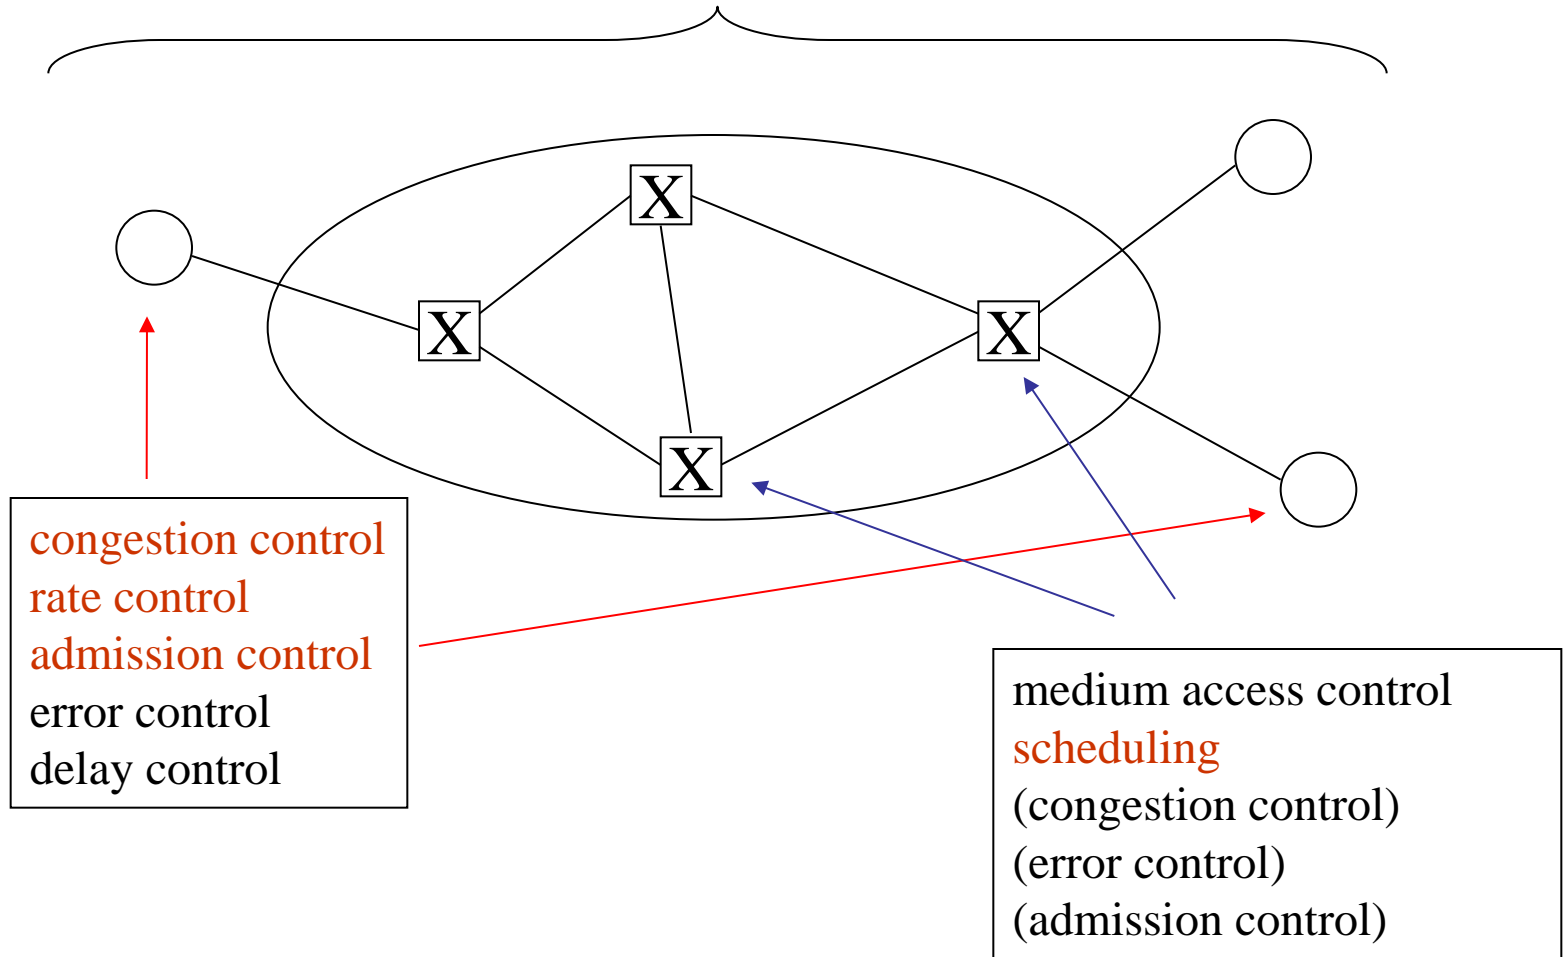 X
X
X
X
congestion control
rate control
admission control
error control
delay control
medium access control
scheduling
(congestion control)
(error control)
(admission control)